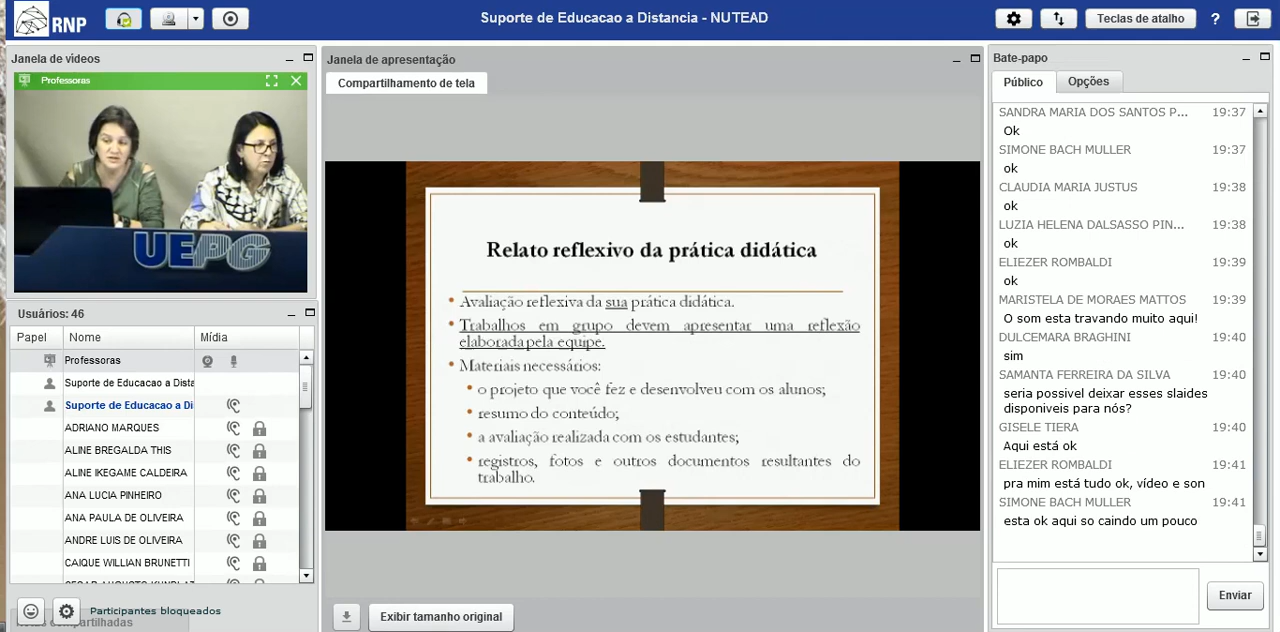 RNP
Suporte de Educacao a Distancia - NUTEAD
Teclas de atalho
?
Janela de vídeos
Professoras
UEPG
Usuários: 46
Papel Nome Mídia
Professoras
Suporte de Educacao a Dista
Suporte de Educacao a Di
ADRIANO MARQUES
ALINE BREGALDA THIS
ALINE IKEGAME CALDEIRA
ANA LUCIA PINHEIRO
ANA PAULA DE OLIVEIRA
ANDRE LUIS DE OLIVEIRA
CAIQUE WILLIAN BRUNETTI
Participantes bloqueados
Notas compartilhadas
Janela de apresentação
Compartilhamento de tela
Relato reflexivo da prática didática
• Avaliação reflexiva da sua prática didática.
• Trabalhos em grupo devem apresentar uma reflexão
elaborada pela equipe.
• Materiais necessários:
• o projeto que você fez e desenvolveu com os alunos;
• resumo do conteúdo;
• a avaliação realizada com os estudantes;
• registros, fotos e outros documentos resultantes do
trabalho.
Exibir tamanho original
Bate-papo
Público Opções
SANDRA MARIA DOS SANTOS P... 19:37
Ok
SIMONE BACH MULLER 19:37
ok
CLAUDIA MARIA JUSTUS 19:38
ok
LUZIA HELENA DALSASSO PIN... 19:38
ok
ELIEZER ROMBALDI 19:39
ok
MARISTELA DE MORAES MATTOS 19:39
O som esta travando muito aqui!
DULCEMARA BRAGHINI 19:40
sim
SAMANTA FERREIRA DA SILVA 19:40
seria possivel deixar esses slaides
disponiveis para nós?
GISELE TIERA 19:40
Aqui está ok
ELIEZER ROMBALDI 19:41
pra mim está tudo ok, vídeo e son
SIMONE BACH MULLER 19:41
esta ok aqui so caindo um pouco
Enviar